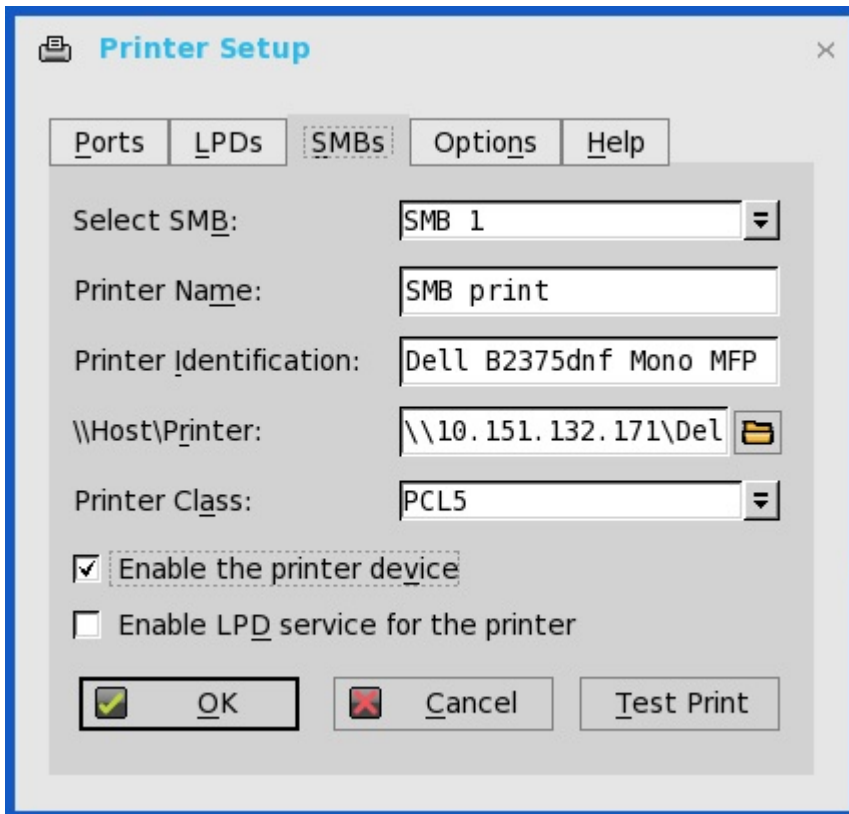 Printer Setup
Ports LPDs SMBs Options Help
Select SMB: SMB 1
Printer Name: SMB print
Printer Identification: Dell B2375dnf Mono MFP
\\Host\Printer: \\10.151.132.171\Del
Printer Class: PCL5
Enable the printer device
Enable LPD service for the printer
OK Cancel Test Print